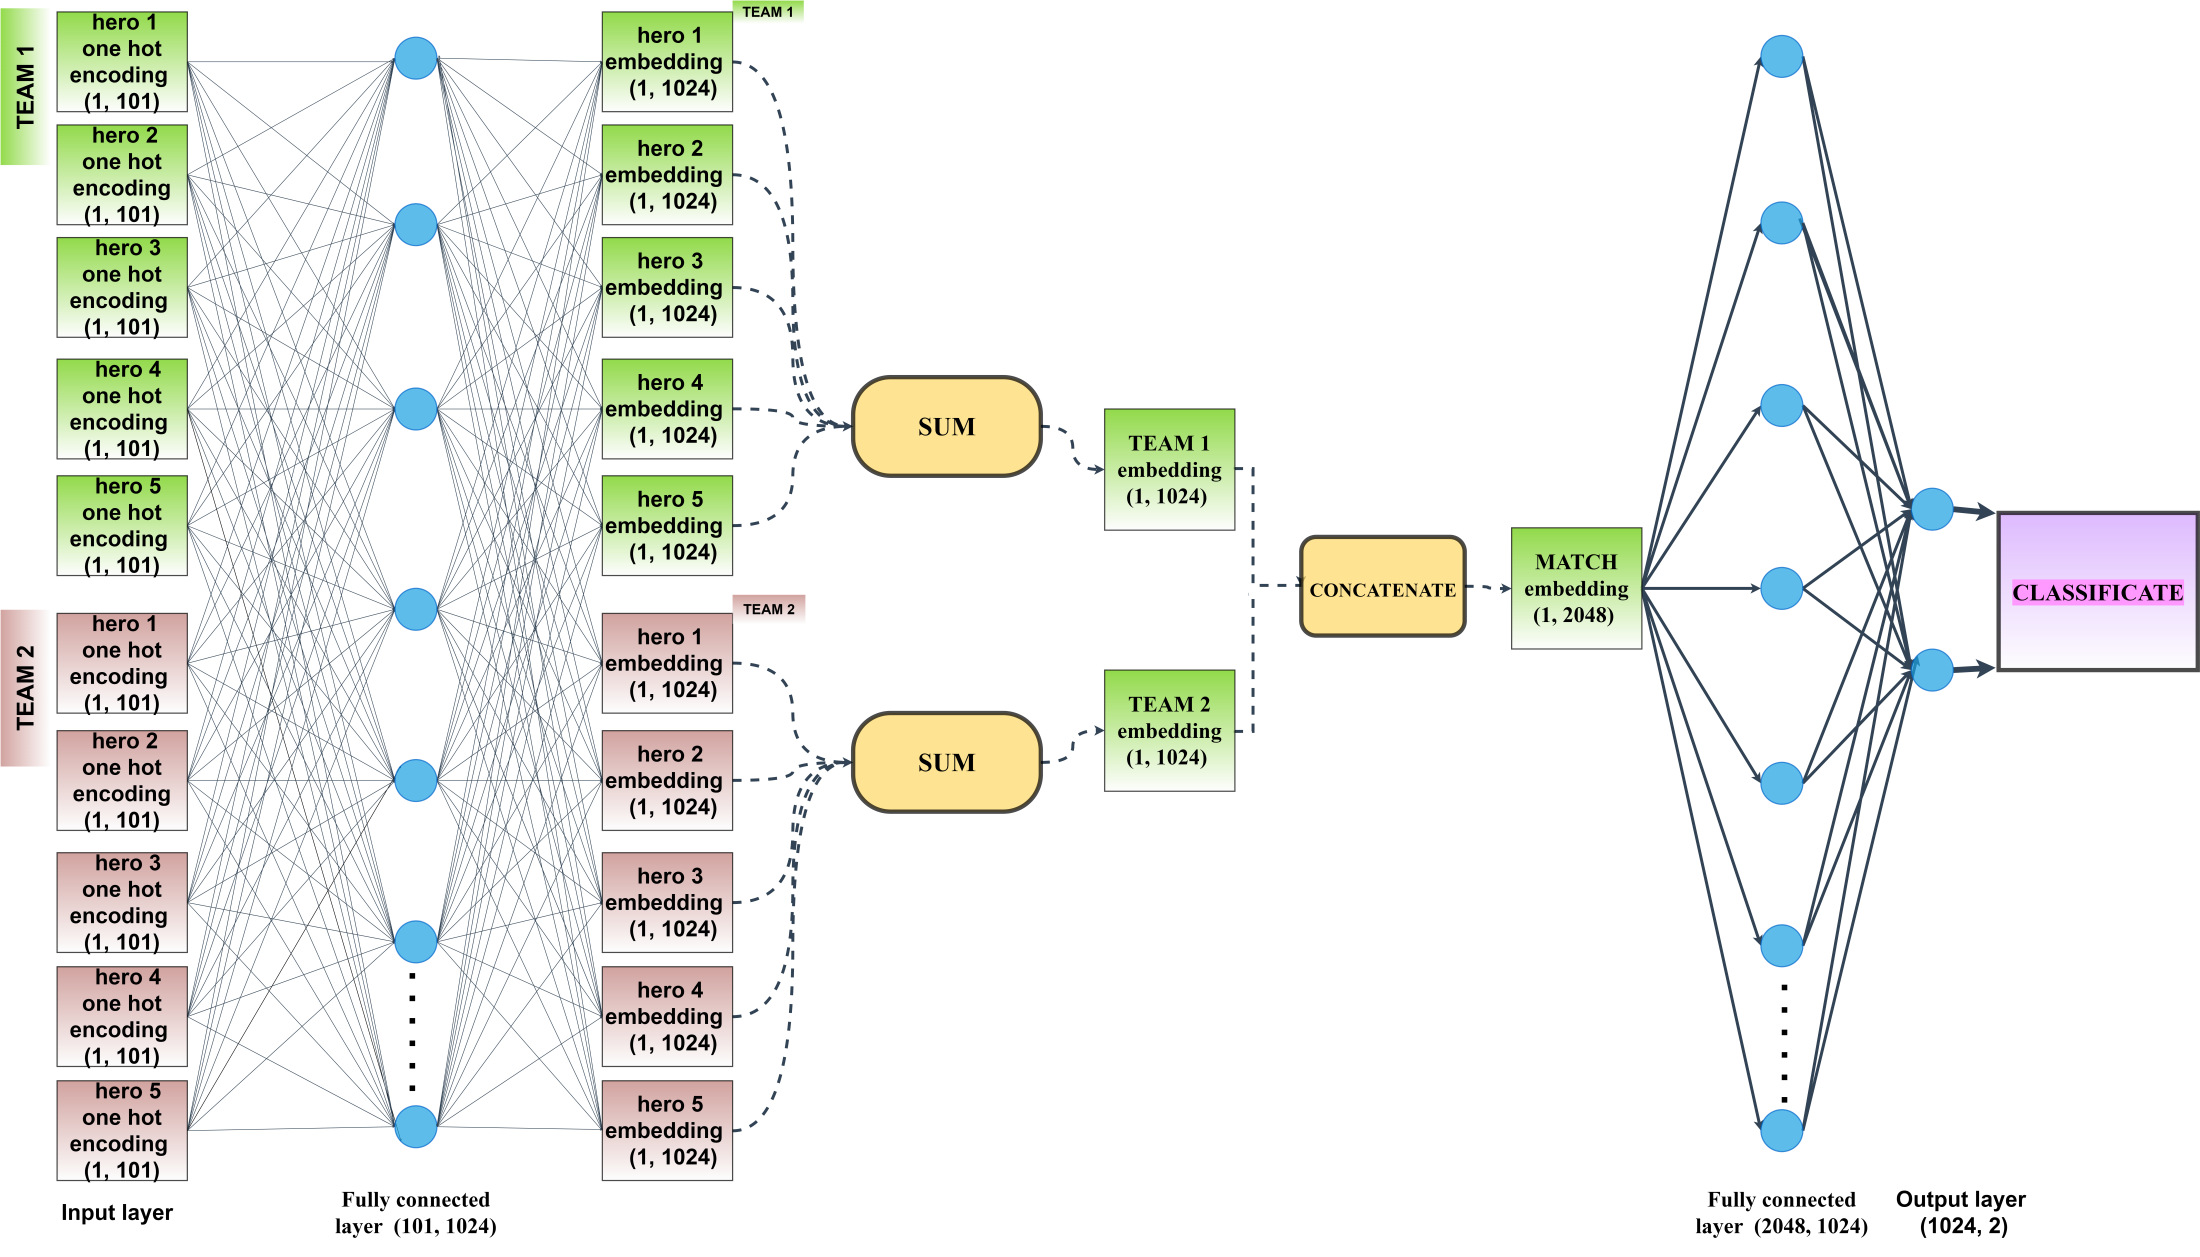 TEAM 1
hero 1
one hot
encoding
(1, 101)
hero 2
one hot
encoding
(1, 101)
hero 3
one hot
encoding
(1, 101)
hero 4
one hot
encoding
(1, 101)
hero 5
one hot
encoding
(1, 101)
TEAM 2
hero 1
one hot
encoding
(1, 101)
hero 2
one hot
encoding
(1, 101)
hero 3
one hot
encoding
(1, 101)
hero 4
one hot
encoding
(1, 101)
hero 5
one hot
encoding
(1, 101)
Input layer
Fully connected
layer (101, 1024)
TEAM 1
hero 1
embedding
(1, 1024)
hero 2
embedding
(1, 1024)
hero 3
embedding
(1, 1024)
hero 4
embedding
(1, 1024)
hero 5
embedding
(1, 1024)
TEAM 2
hero 1
embedding
(1, 1024)
hero 2
embedding
(1, 1024)
hero 3
embedding
(1, 1024)
hero 4
embedding
(1, 1024)
hero 5
embedding
(1, 1024)
SUM
SUM
TEAM 1
embedding
(1, 1024)
TEAM 2
embedding
(1, 1024)
CONCATENATE
MATCH
embedding
(1, 2048)
Fully connected
layer (2048, 1024)
Output layer
(1024, 2)
CLASSIFICATE